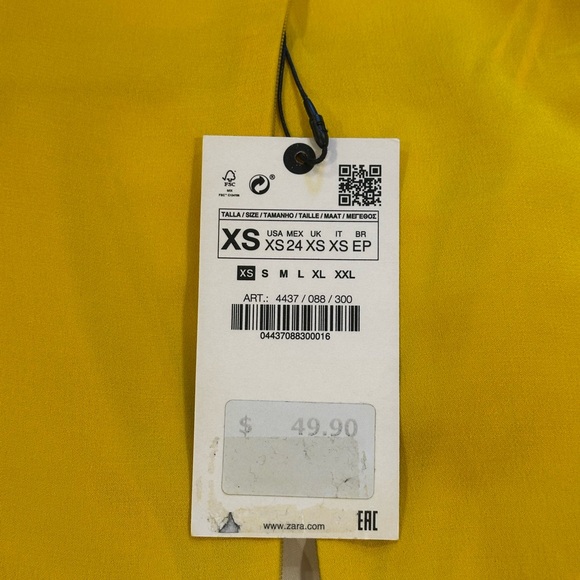 FSC
MIX
®
TALLA / SIZE / TAMANHO / TAILLE / MAAT / ΜΕΓΕΘΟΣ
XS
USA MEX UK IT BR
XS 24 XS XS EP
XS S M L XL XXL
ART.: 4437 / 088 / 300
04437088300016
$ 49.90
www.zara.com
EAC